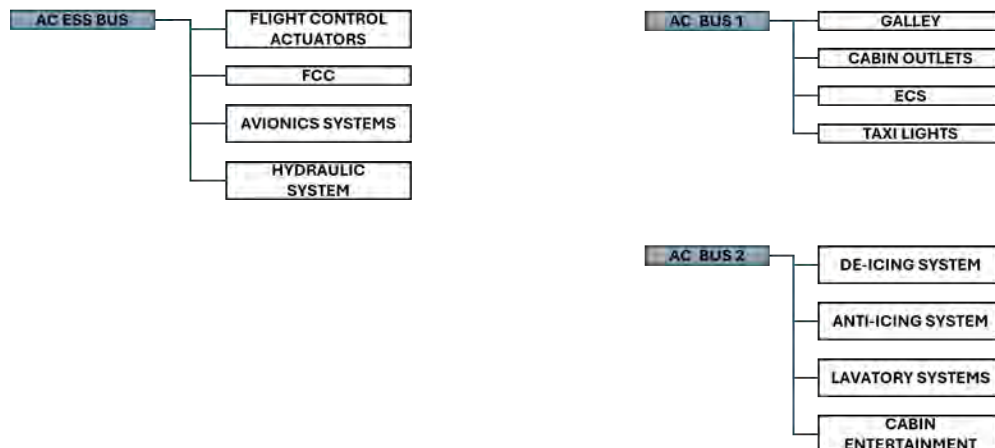 AC ESS BUS
FLIGHT CONTROL
ACTUATORS
FCC
AVIONICS SYSTEMS
HYDRAULIC
SYSTEM
AC BUS 1
GALLEY
CABIN OUTLETS
ECS
TAXI LIGHTS
AC BUS 2
DE-ICING SYSTEM
ANTI-ICING SYSTEM
LAVATORY SYSTEMS
CABIN
ENTERTAINMENT